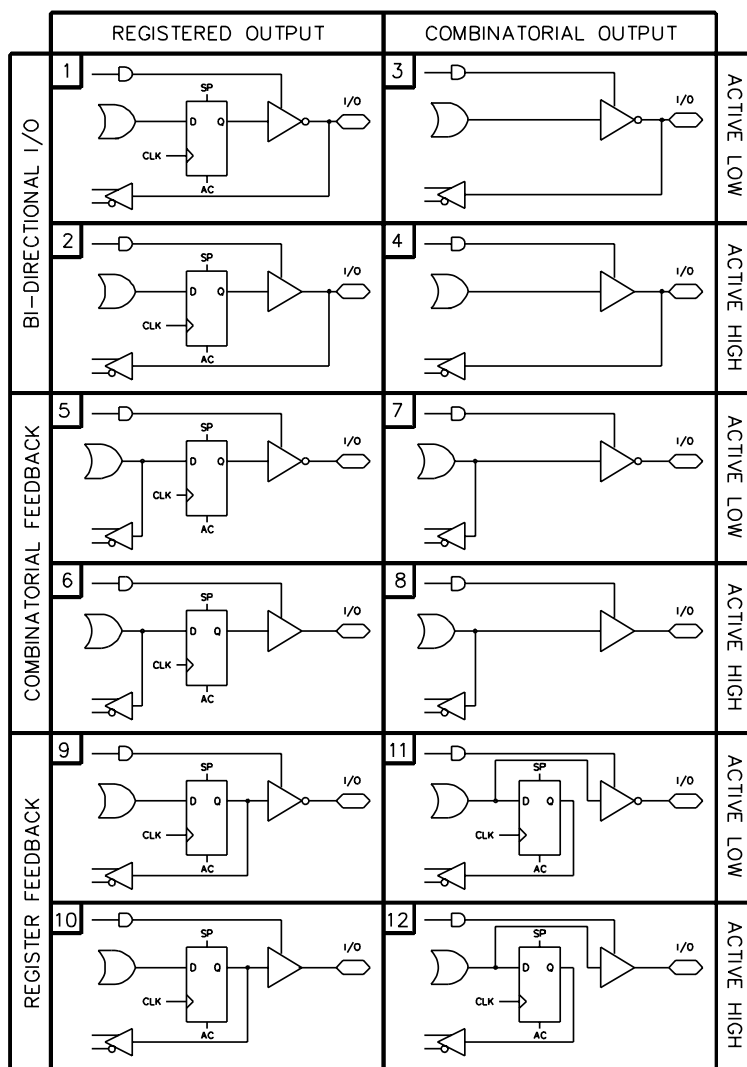 REGISTERED OUTPUT
COMBINATORIAL OUTPUT
BI-DIRECTIONAL I/O
1
SP
D Q
CLK
AC
I/O
3
I/O
ACTIVE LOW
2
SP
D Q
CLK
AC
I/O
4
I/O
ACTIVE HIGH
COMBINATORIAL FEEDBACK
5
SP
D Q
CLK
AC
I/O
7
I/O
ACTIVE LOW
6
SP
D Q
CLK
AC
I/O
8
I/O
ACTIVE HIGH
REGISTER FEEDBACK
9
SP
D Q
CLK
AC
I/O
11
SP
D Q
CLK
AC
I/O
ACTIVE LOW
10
SP
D Q
CLK
AC
I/O
12
SP
D Q
CLK
AC
I/O
ACTIVE HIGH